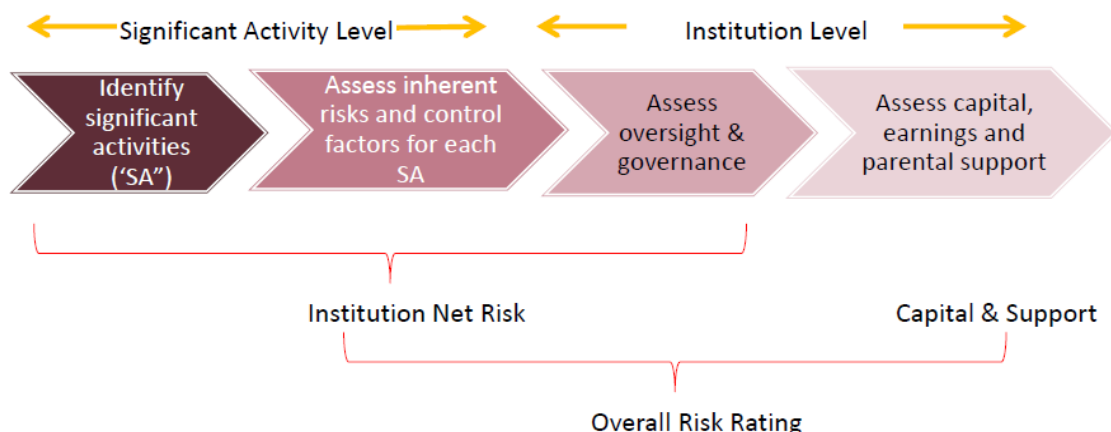 Significant Activity Level
Institution Level
Identify
significant
activities
(‘SA”)
Assess inherent
risks and control
factors for each
SA
Assess
oversight &
governance
Assess capital,
earnings and
parental support
Institution Net Risk
Capital & Support
Overall Risk Rating